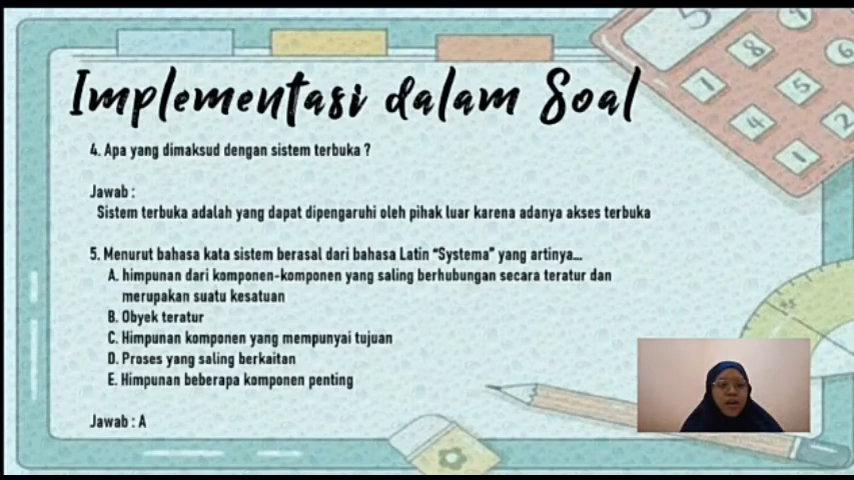 Implementasi dalam Soal
4. Apa yang dimaksud dengan sistem terbuka ?
Jawab :
Sistem terbuka adalah yang dapat dipengaruhi oleh pihak luar karena adanya akses terbuka
5. Menurut bahasa kata sistem berasal dari bahasa Latin “Systema” yang artinya...
A. himpunan dari komponen-komponen yang saling berhubungan secara teratur dan
merupakan suatu kesatuan
B. Obyek teratur
C. Himpunan komponen yang mempunyai tujuan
D. Proses yang saling berkaitan
E. Himpunan beberapa komponen penting
Jawab : A